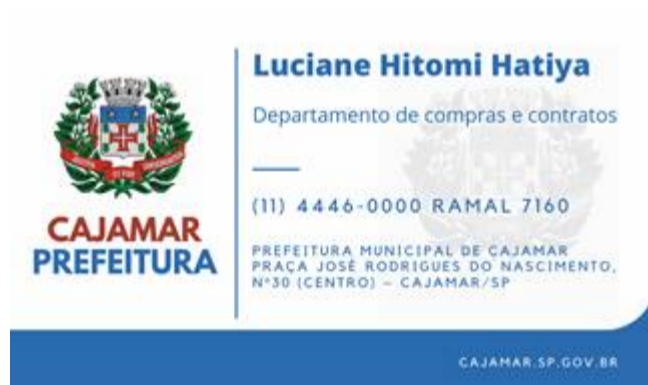 CAJAMAR
PREFEITURA
Luciane Hitomi Hatiya
Departamento de compras e contratos
(11) 4446-0000 RAMAL 7160
PREFEITURA MUNICIPAL DE CAJAMAR
PRAÇA JOSÉ RODRIGUES DO NASCIMENTO,
Nº30 (CENTRO) – CAJAMAR/SP
CAJAMAR.SP.GOV.BR